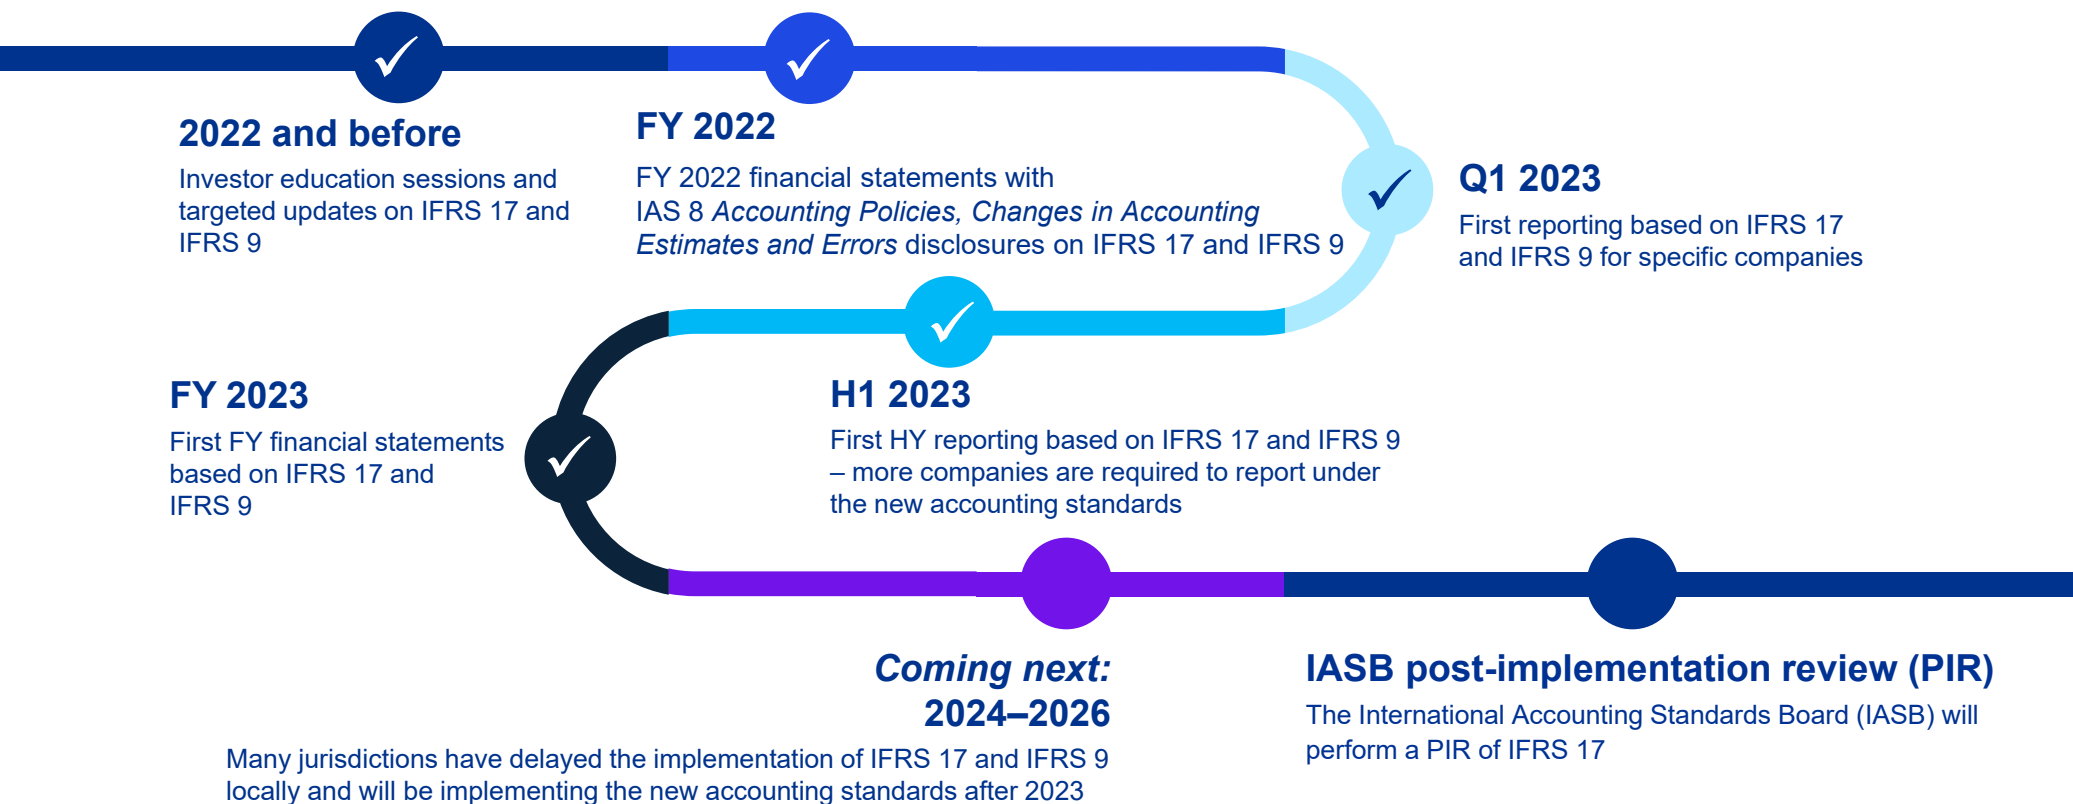 2022 and before
Investor education sessions and
targeted updates on IFRS 17 and
IFRS 9
FY 2022
FY 2022 financial statements with
IAS 8 Accounting Policies, Changes in Accounting
Estimates and Errors disclosures on IFRS 17 and IFRS 9
Q1 2023
First reporting based on IFRS 17
and IFRS 9 for specific companies
H1 2023
First HY reporting based on IFRS 17 and IFRS 9
– more companies are required to report under
the new accounting standards
FY 2023
First FY financial statements
based on IFRS 17 and
IFRS 9
Coming next:
2024–2026
Many jurisdictions have delayed the implementation of IFRS 17 and IFRS 9
locally and will be implementing the new accounting standards after 2023
IASB post-implementation review (PIR)
The International Accounting Standards Board (IASB) will
perform a PIR of IFRS 17